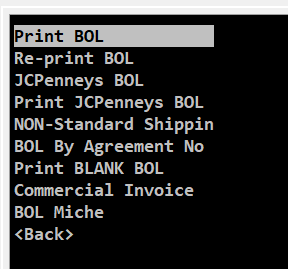 Print BOL
Re-print BOL
JCPenneys BOL
Print JCPenneys BOL
NON-Standard Shippin
BOL By Agreement No
Print BLANK BOL
Commercial Invoice
BOL Miche
<Back>